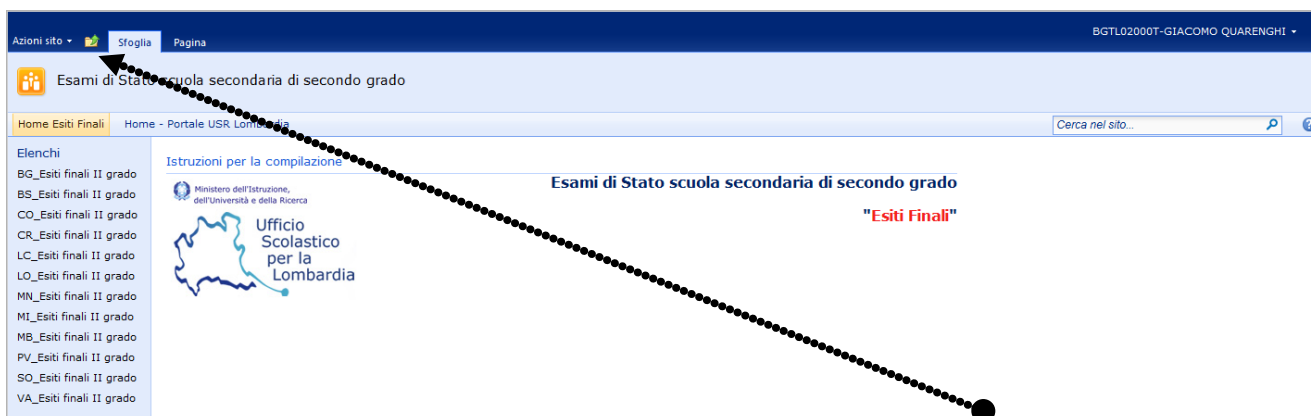 BGTL02000T-GIACOMO QUARENGHI
Azioni sito Sfoglia Pagina
Esami di Stato scuola secondaria di secondo grado
Home Esiti Finali Home - Portale USR Lombardia Cerca nel sito...
Elenchi
BG_Esiti finali II grado
BS_Esiti finali II grado
CO_Esiti finali II grado
CR_Esiti finali II grado
LC_Esiti finali II grado
LO_Esiti finali II grado
MN_Esiti finali II grado
MI_Esiti finali II grado
MB_Esiti finali II grado
PV_Esiti finali II grado
SO_Esiti finali II grado
VA_Esiti finali II grado
Istruzioni per la compilazione
Ministero dell'Istruzione,
dell'Università e della Ricerca
Ufficio
Scolastico
per la
Lombardia
Esami di Stato scuola secondaria di secondo grado
"Esiti Finali"